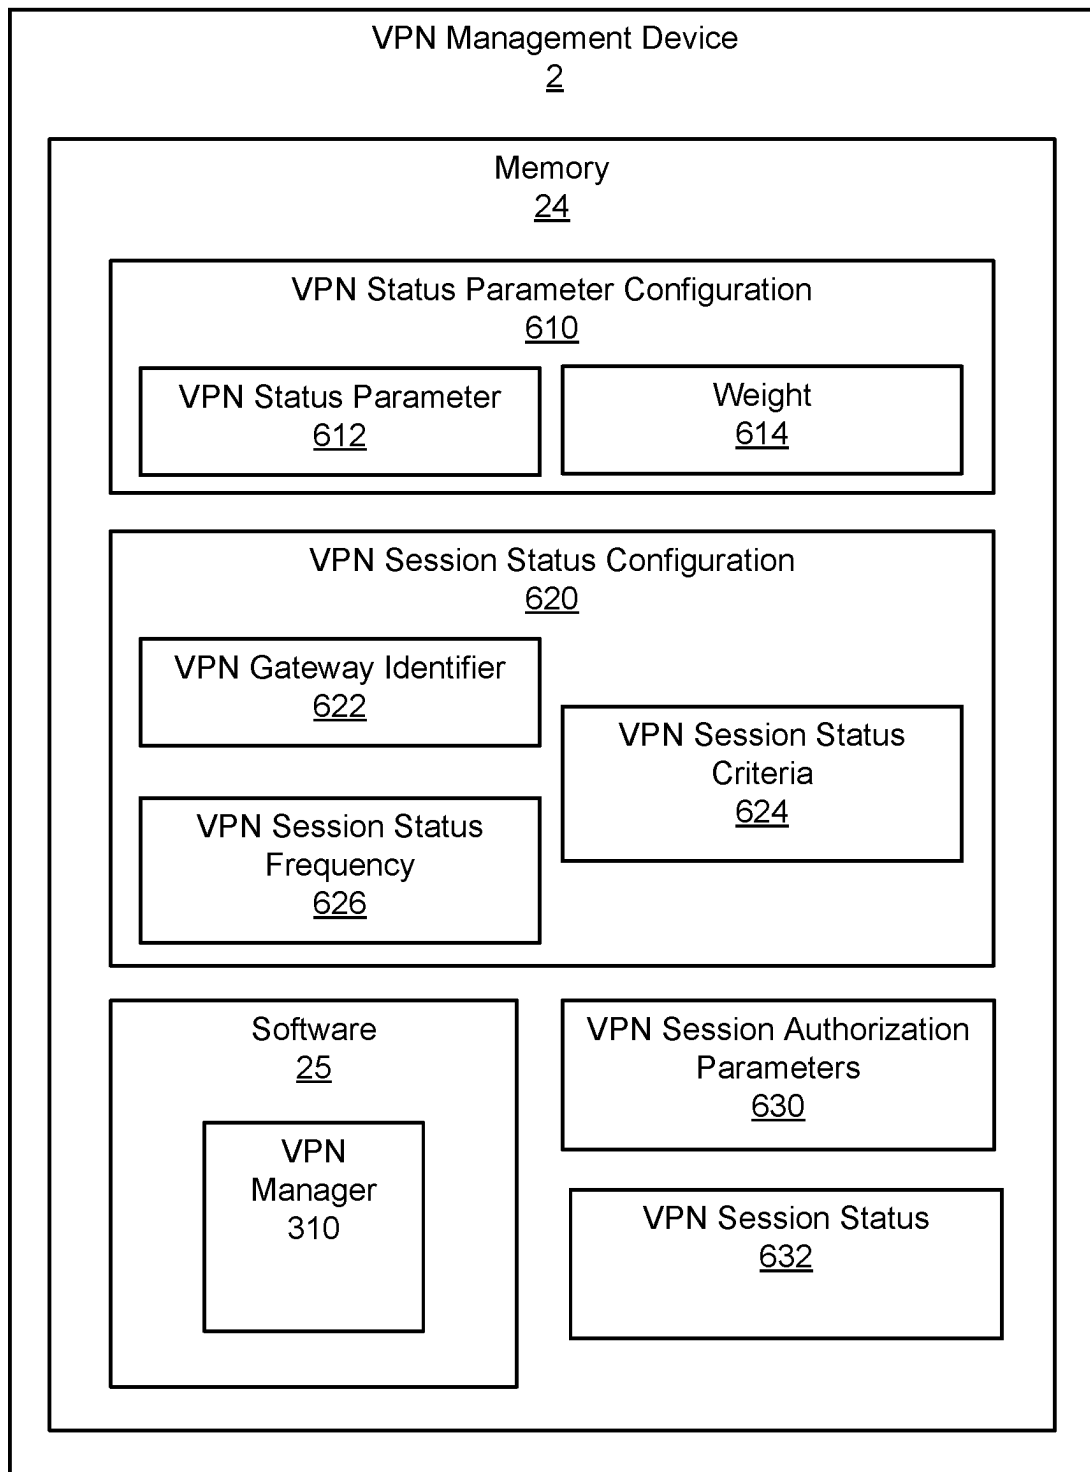 VPN Management Device
2
Memory
24
VPN Status Parameter Configuration
610
VPN Status Parameter
612
Weight
614
VPN Session Status Configuration
620
VPN Gateway Identifier
622
VPN Session Status
Criteria
624
VPN Session Status
Frequency
626
Software
25
VPN
Manager
310
VPN Session Authorization
Parameters
630
VPN Session Status
632